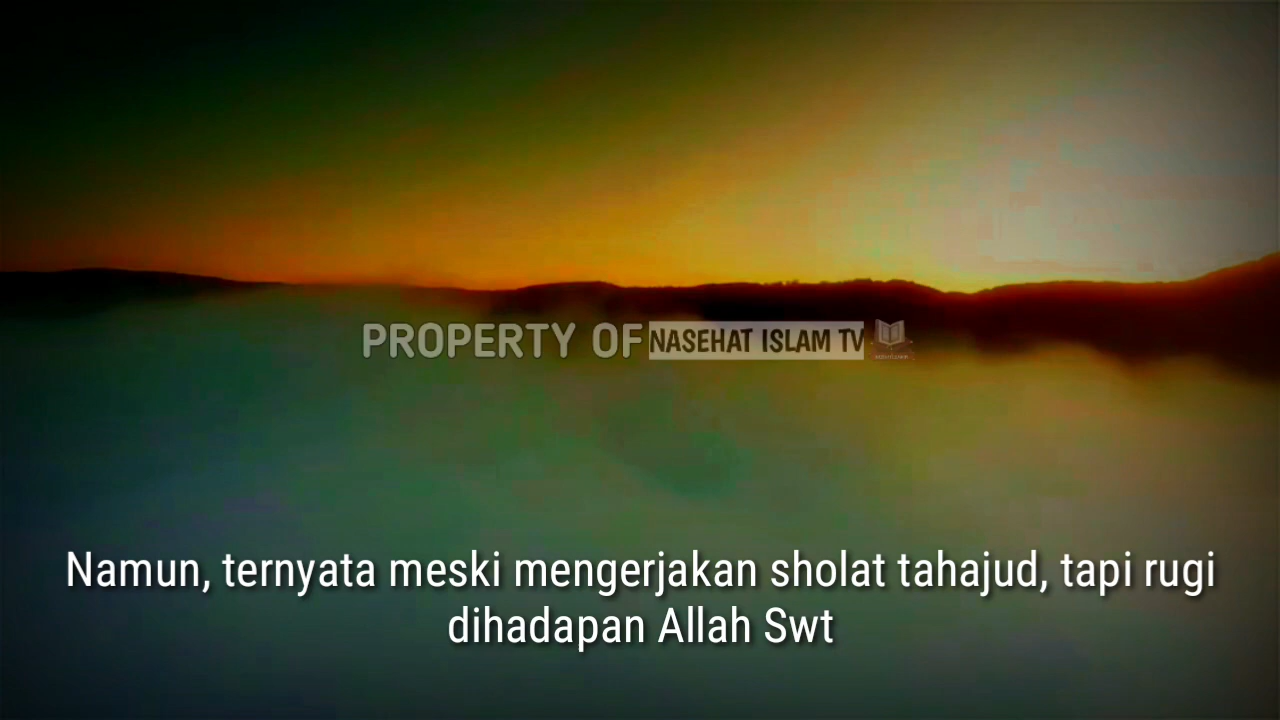 PROPERTY OF NASEHAT ISLAM TV
Namun, ternyata meski mengerjakan sholat tahajud, tapi rugi
dihadapan Allah Swt